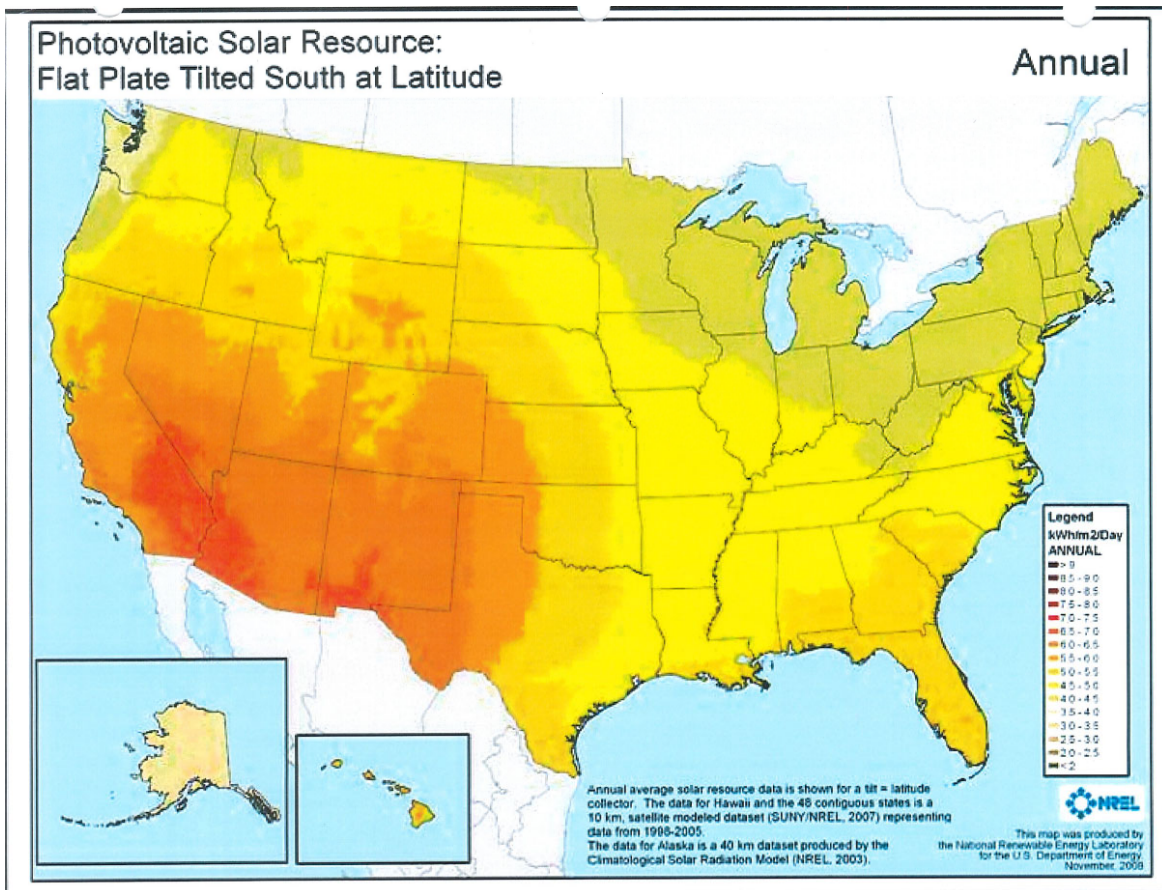 Photovoltaic Solar Resource:
Flat Plate Tilted South at Latitude
Annual
Legend
kWh/m2/Day
ANNUAL
> 9
8.5 - 9.0
8.0 - 8.5
7.5 - 8.0
7.0 - 7.5
6.5 - 7.0
6.0 - 6.5
5.5 - 6.0
5.0 - 5.5
4.5 - 5.0
4.0 - 4.5
3.5 - 4.0
3.0 - 3.5
2.5 - 3.0
2.0 - 2.5
< 2
Annual average solar resource data is shown for a tilt = latitude
collector. The data for Hawaii and the 48 contiguous states is a
10 km, satellite modeled dataset (SUNY/NREL, 2007) representing
data from 1998-2005.
The data for Alaska is a 40 km dataset produced by the
Climatological Solar Radiation Model (NREL, 2003).
NREL
This map was produced by
the National Renewable Energy Laboratory
for the U.S. Department of Energy.
November, 2008